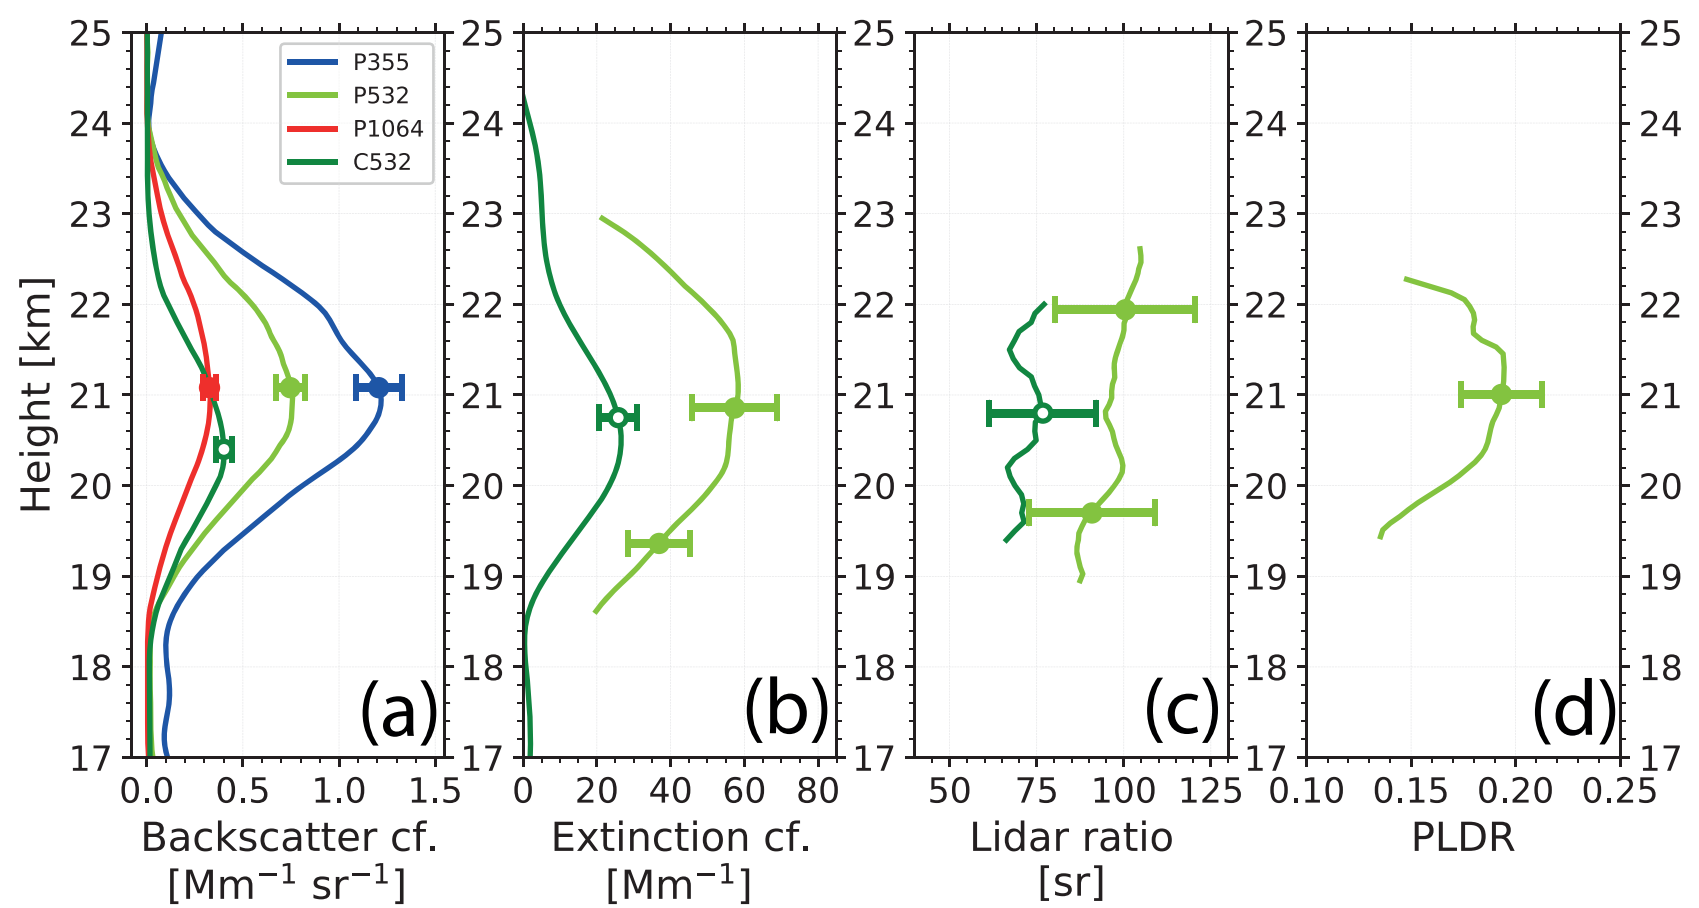 25 25 25 25 25
P355
P532
P1064
C532
24 24 24 24 24
23 23 23 23 23
22 22 22 22 22
21 21 21 21 21
20 20 20 20 20
19 19 19 19 19
18 18 18 18 18
17 17 17 17 17
Height [km]
(a) (b) (c) (d)
0.0 0.5 1.0 1.5 0 20 40 60 80 50 75 100 125 0.10 0.15 0.20 0.25
Backscatter cf. Extinction cf. Lidar ratio PLDR
[Mm⁻¹ sr⁻¹] [Mm⁻¹] [sr]